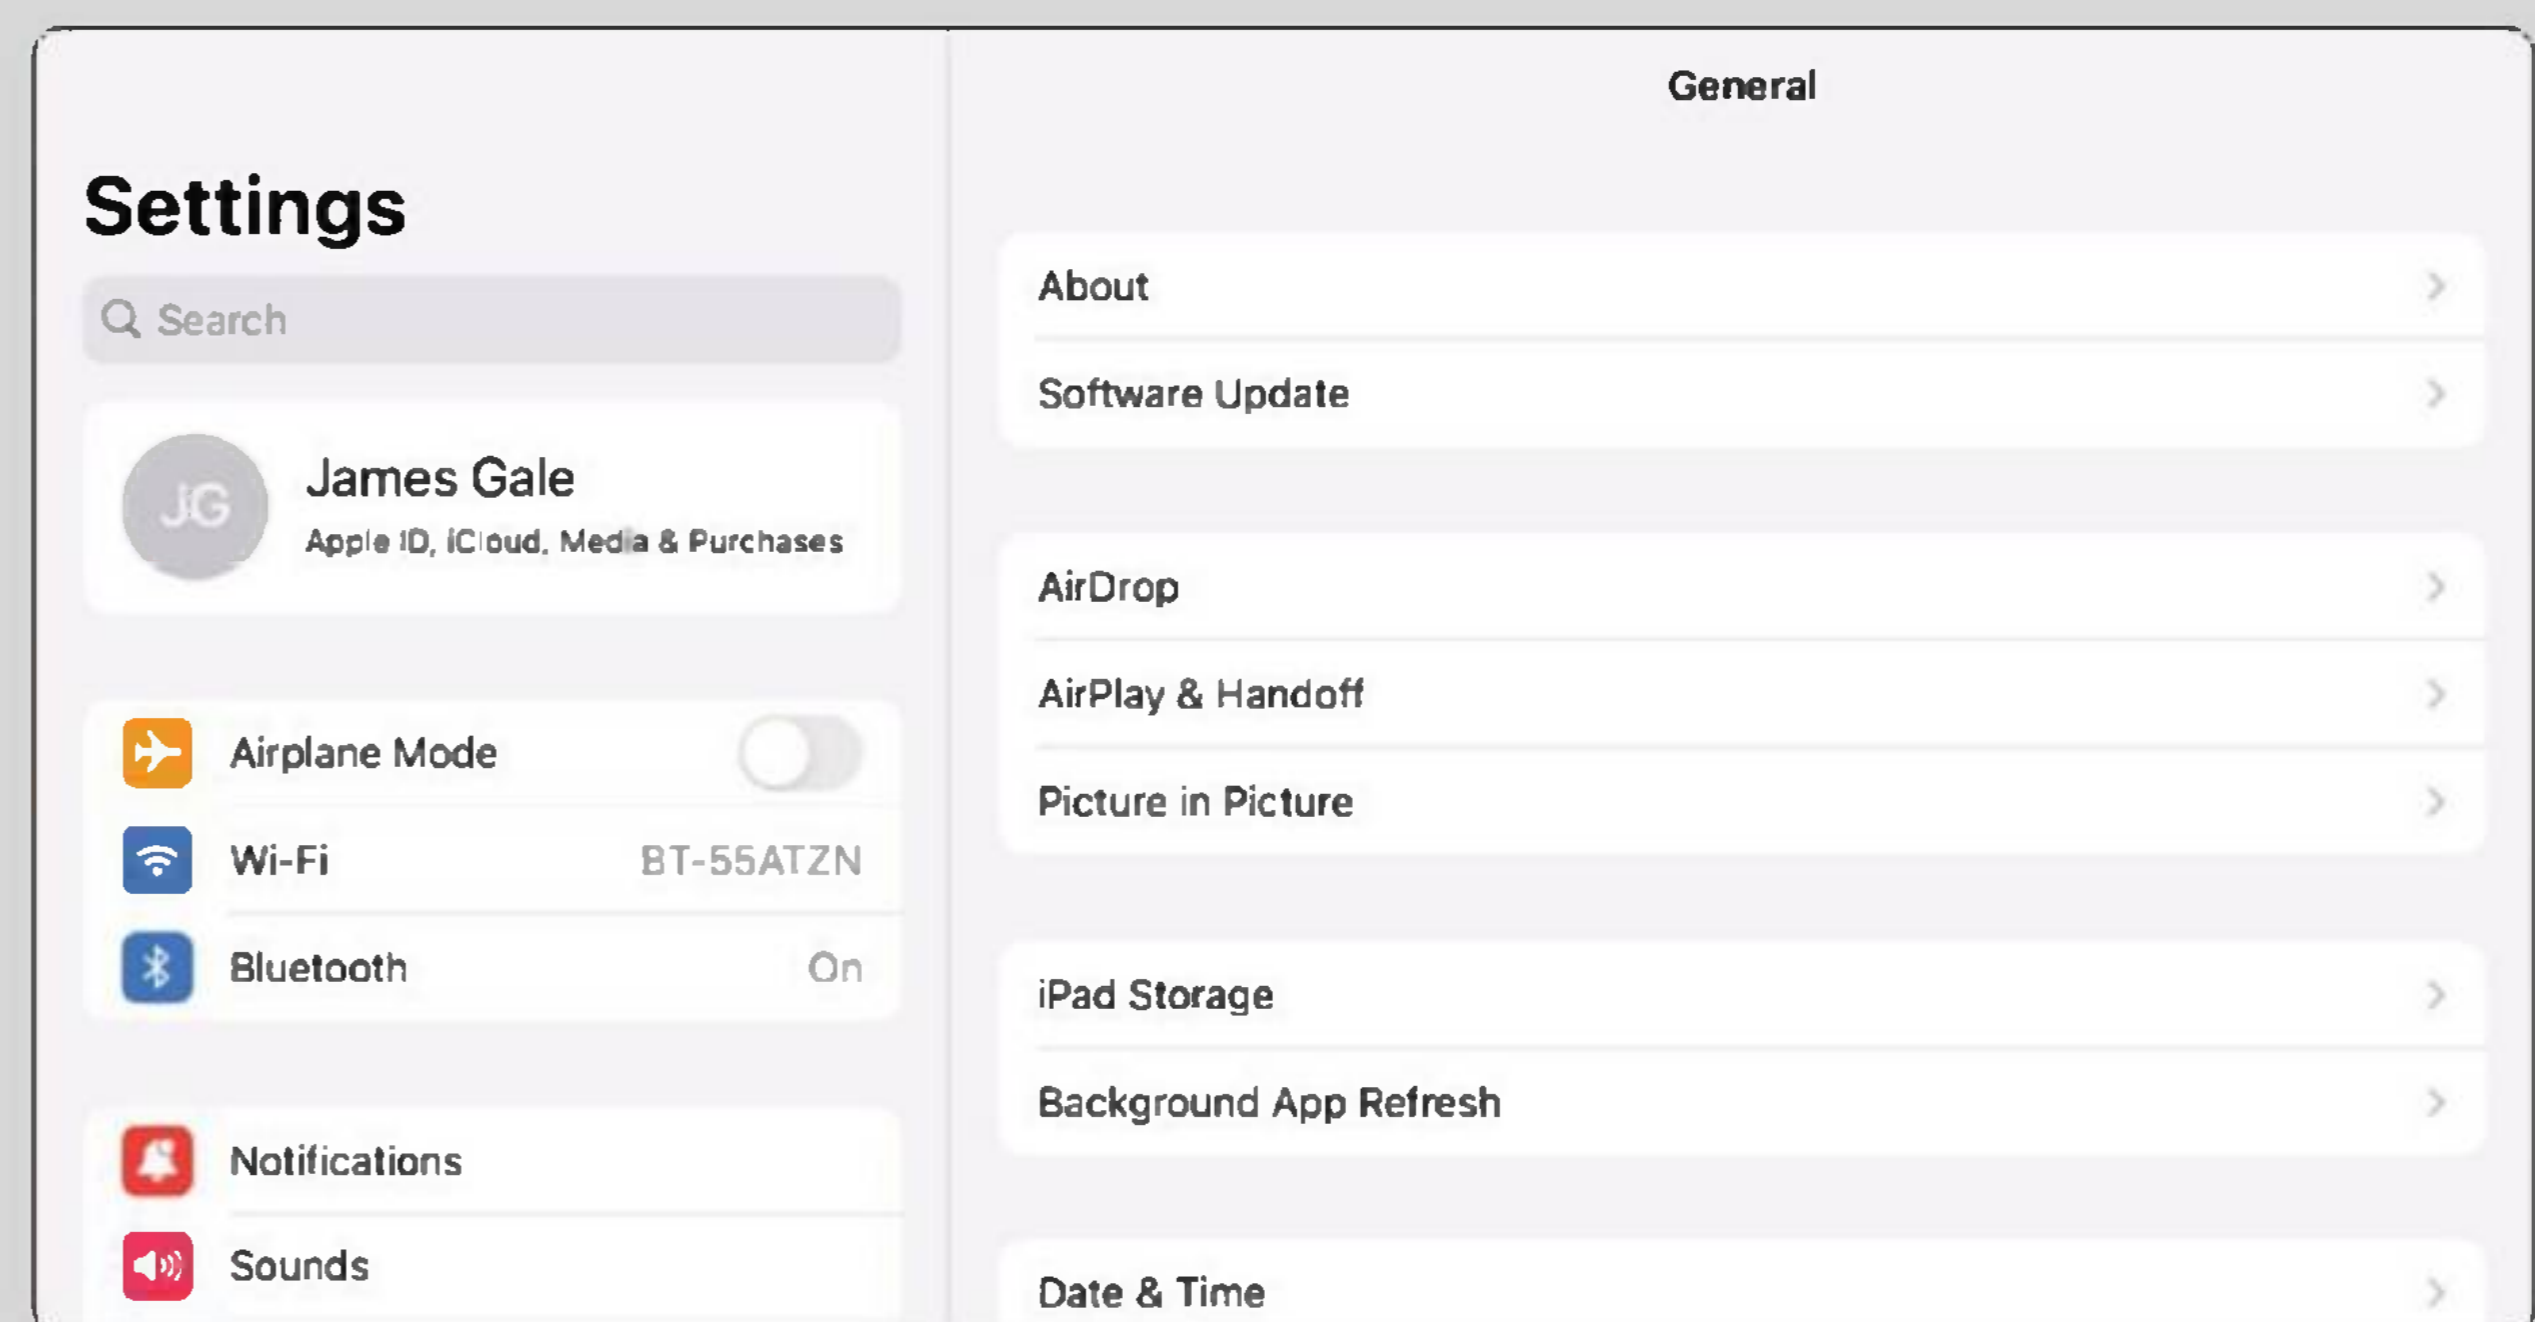 Settings
Search
JG
James Gale
Apple ID, iCloud, Media & Purchases
Airplane Mode
Wi-Fi BT-55ATZN
Bluetooth On
Notifications
Sounds
General
About
Software Update
AirDrop
AirPlay & Handoff
Picture in Picture
iPad Storage
Background App Refresh
Date & Time